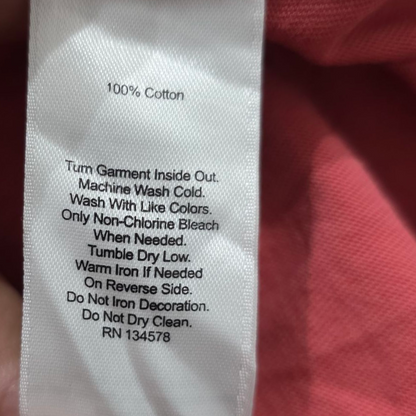 100% Cotton
Turn Garment Inside Out.
Machine Wash Cold.
Wash With Like Colors.
Only Non-Chlorine Bleach
When Needed.
Tumble Dry Low.
Warm Iron If Needed
On Reverse Side.
Do Not Iron Decoration.
Do Not Dry Clean.
RN 134578